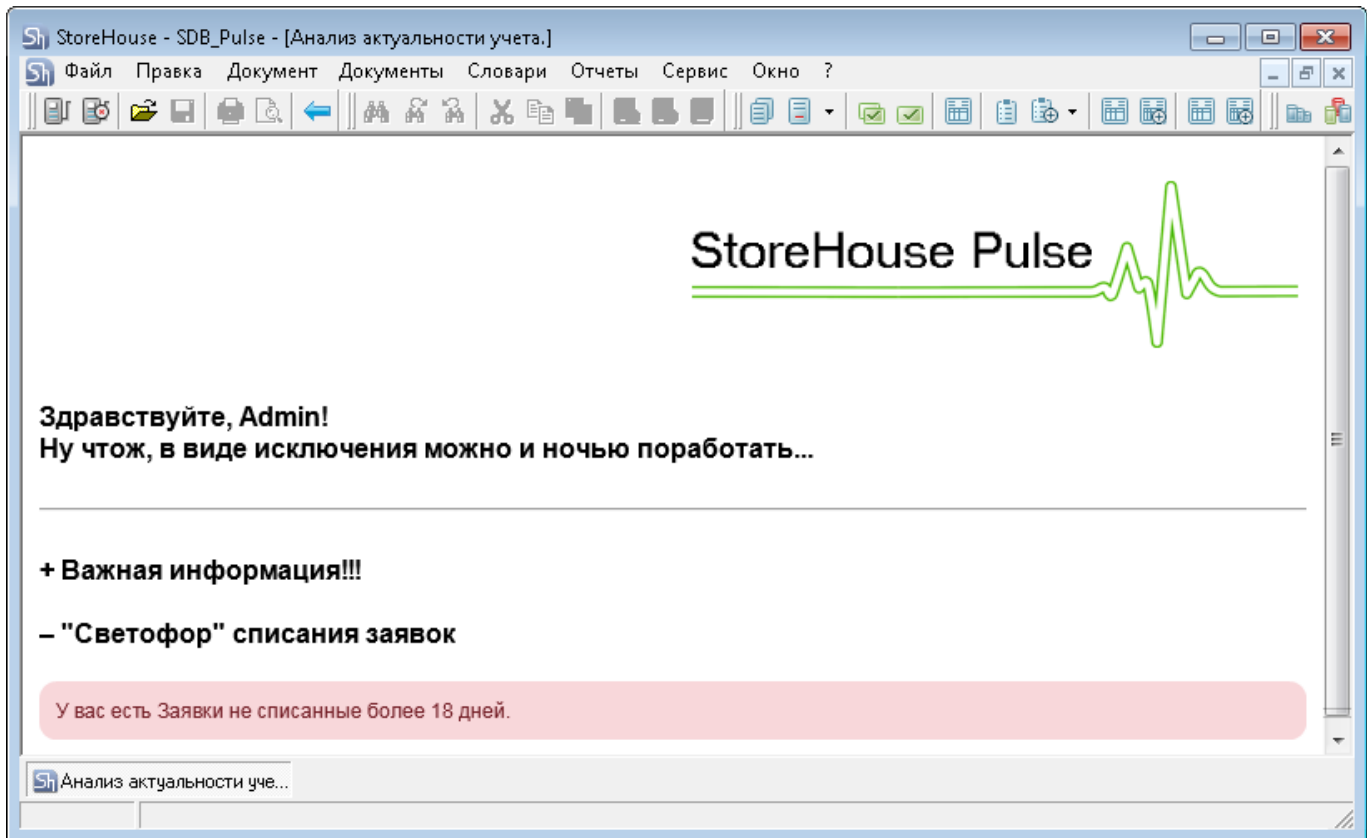 StoreHouse - SDB_Pulse - [Анализ актуальности учета.]
Файл Правка Документ Документы Словари Отчеты Сервис Окно ?
StoreHouse Pulse
Здравствуйте, Admin!
Ну чтож, в виде исключения можно и ночью поработать...
+ Важная информация!!!
– "Светофор" списания заявок
У вас есть Заявки не списанные более 18 дней.
Анализ актуальности уче...